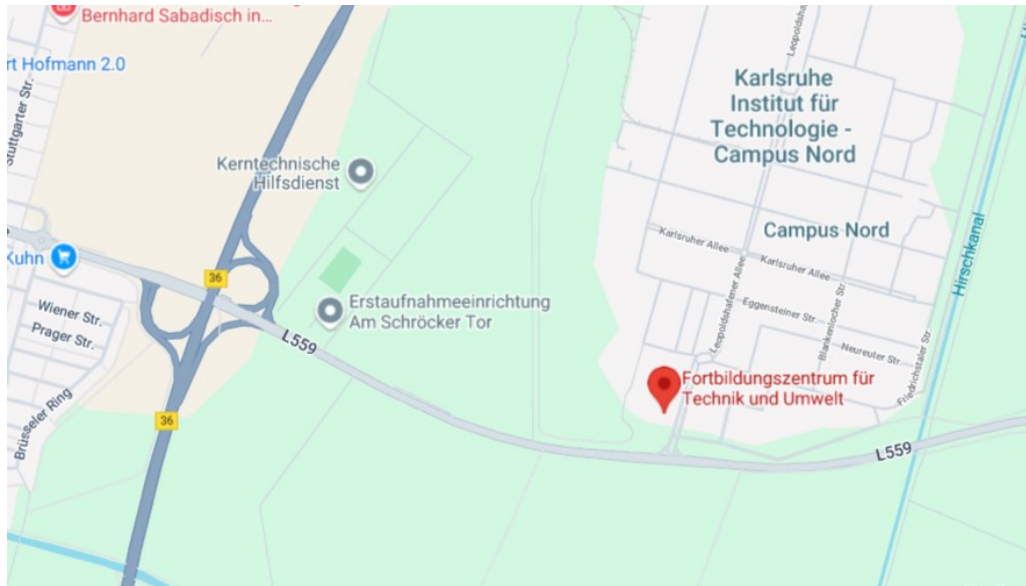 Bernhard Sabadisch in...
rt Hofmann 2.0
Stuttgarter Str.
Kuhn
Wiener Str.
Prager Str.
Brüsseler Ring
36
36
Kerntechnische
Hilfsdienst
Erstaufnahmeeinrichtung
Am Schröcker Tor
L559
Karlsruhe
Institut für
Technologie -
Campus Nord
Campus Nord
Karlsruher Allee
Karlsruher Allee
Leopoldshafener Allee
Eggensteiner Str.
Blankenlocher Str.
Neureuter Str.
Friedrichstaler Str.
Hirschkanal
Fortbildungszentrum für
Technik und Umwelt
L559